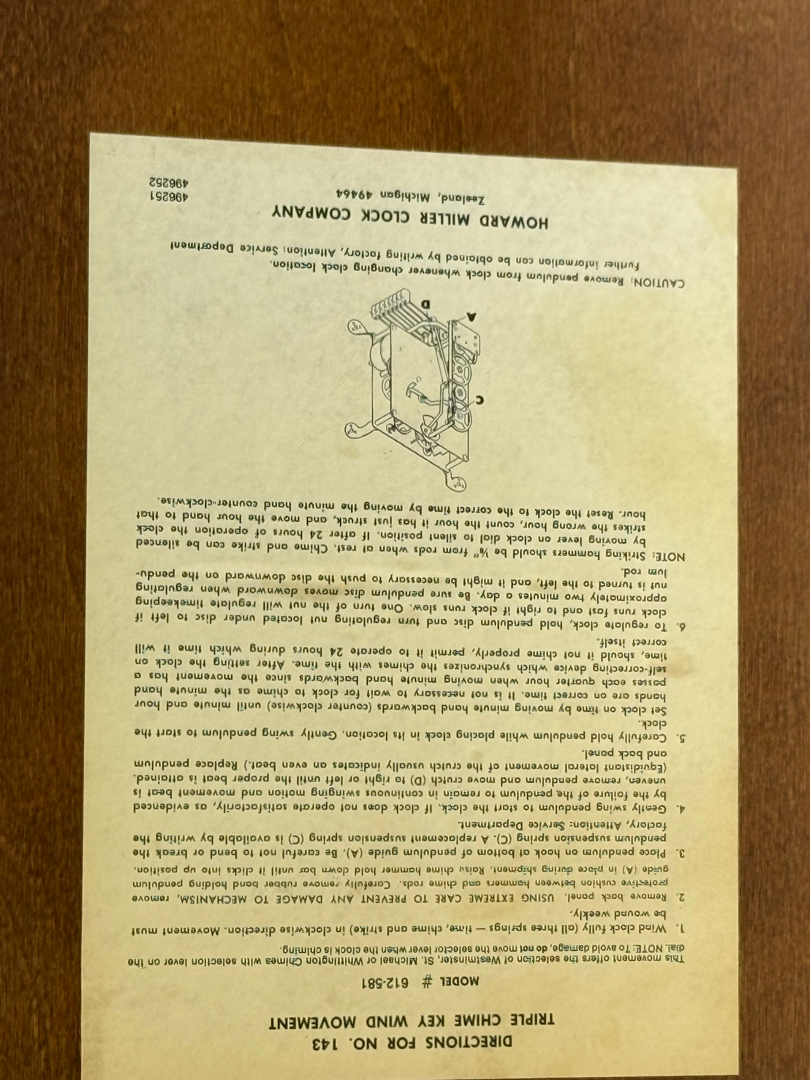 DIRECTIONS FOR NO. 143
TRIPLE CHIME KEY WIND MOVEMENT
MODEL # 612-581
This movement offers the selection of Westminster, St. Michael or Whittington Chimes with selection lever on the
dial. NOTE: To avoid damage, do not move the selector lever when the clock is chiming.
1. Wind clock fully (all three springs — time, chime and strike) in clockwise direction. Movement must
be wound weekly.
2. Remove back panel. USING EXTREME CARE TO PREVENT ANY DAMAGE TO MECHANISM, remove
protective cushion between hammers and chime rods. Carefully remove rubber band holding pendulum
guide (A) in place during shipment. Raise chime hammer hold down bar until it clicks into up position.
3. Place pendulum on hook at bottom of pendulum guide (A). Be careful not to bend or break the
pendulum suspension spring (C). A replacement suspension spring (C) is available by writing the
factory, Attention: Service Department.
4. Gently swing pendulum to start the clock. If clock does not operate satisfactorily, as evidenced
by the failure of the pendulum to remain in continuous swinging motion and movement beat is
uneven, remove pendulum and move crutch (D) to right or left until the proper beat is attained.
(Equidistant lateral movement of the crutch usually indicates an even beat.) Replace pendulum
and back panel.
5. Carefully hold pendulum while placing clock in its location. Gently swing pendulum to start the
clock.
Set clock on time by moving minute hand backwards (counter clockwise) until minute and hour
hands are on correct time. It is not necessary to wait for clock to chime as the minute hand
passes each quarter hour when moving minute hand backwards since the movement has a
self-correcting device which synchronizes the chimes with the time. After setting the clock on
time, should it not chime properly, permit it to operate 24 hours during which time it will
correct itself.
6. To regulate clock, hold pendulum disc and turn regulating nut located under disc to left if
clock runs fast and to right if clock runs slow. One turn of the nut will regulate timekeeping
approximately two minutes a day. Be sure pendulum disc moves downward when regulating
nut is turned to the left, and it might be necessary to push the disc downward on the pendu-
lum rod.
NOTE: Striking hammers should be ⅛" from rods when at rest. Chime and strike can be silenced
by moving lever on clock dial to silent position. If after 24 hours of operation the clock
strikes the wrong hour, count the hour it has just struck, and move the hour hand to that
hour. Reset the clock to the correct time by moving the minute hand counter-clockwise.
C
A
D
CAUTION: Remove pendulum from clock whenever changing clock location.
Further information can be obtained by writing factory, Attention: Service Department
HOWARD MILLER CLOCK COMPANY
Zeeland, Michigan 49464
496251
496252